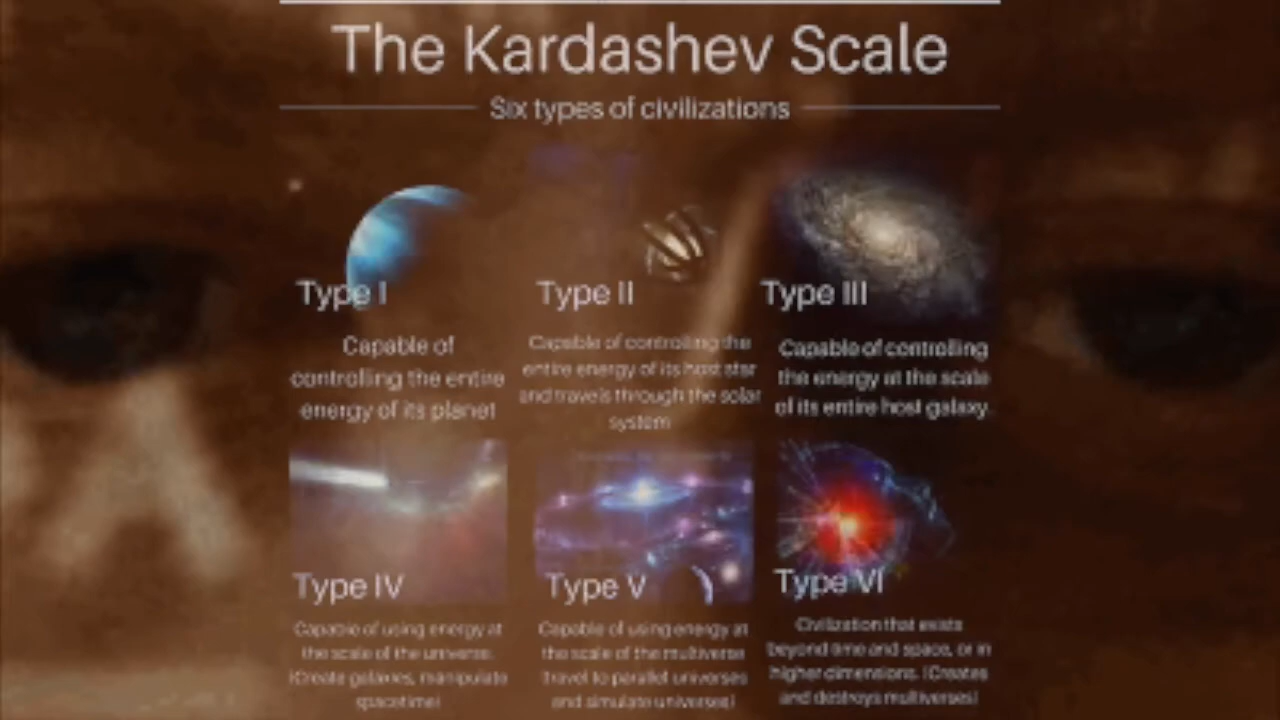 The Kardashev Scale
Six types of civilizations
Type I
Capable of
controlling the entire
energy of its planet
Type II
Capable of controlling the
entire energy of its host star
and travels through the solar
system
Type III
Capable of controlling
the energy at the scale
of its entire host galaxy.
Type IV
Capable of using energy at
the scale of the universe.
(Create galaxies, manipulate
spacetime)
Type V
Capable of using energy at
the scale of the multiverse
(travel to parallel universes
and simulate universes)
Type VI
Civilization that exists
beyond time and space, or in
higher dimensions. (Creates
and destroys multiverses)